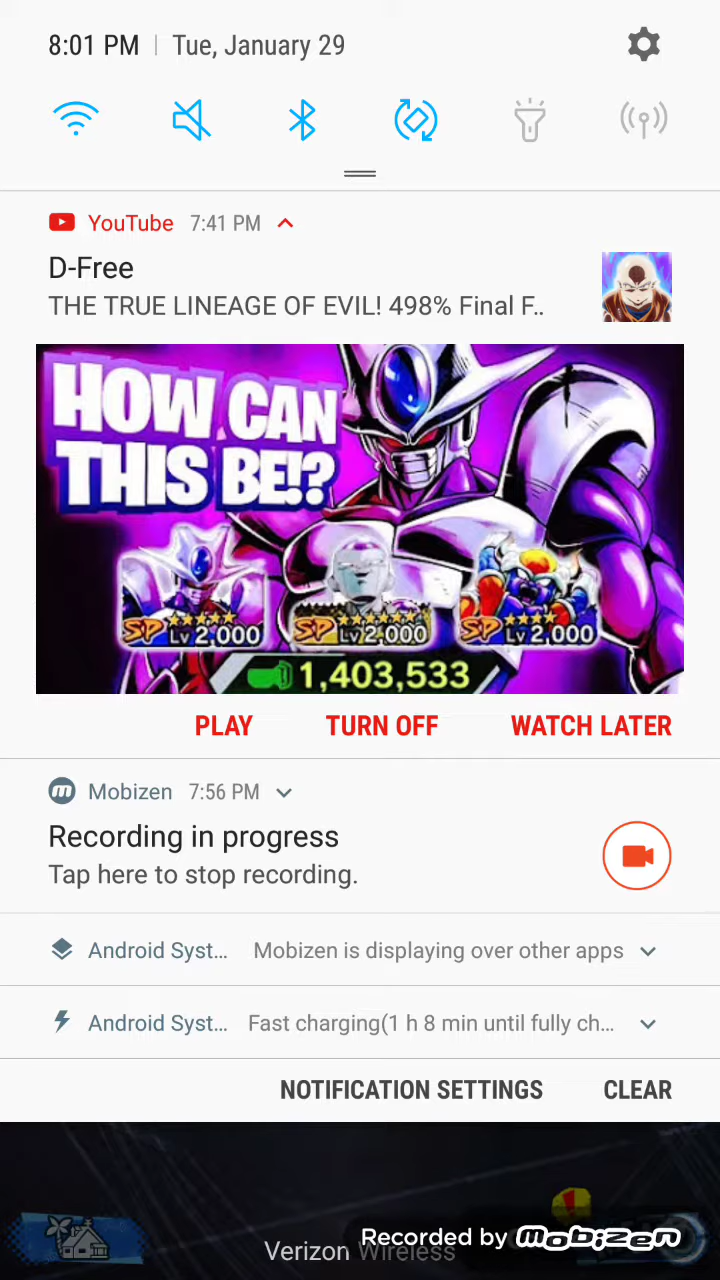 8:01 PM | Tue, January 29
YouTube 7:41 PM
D-Free
THE TRUE LINEAGE OF EVIL! 498% Final F..
HOW CAN
THIS BE!?
SP LV 2,000 SP LV 2,000 SP LV 2,000
1,403,533
PLAY TURN OFF WATCH LATER
m Mobizen 7:56 PM
Recording in progress
Tap here to stop recording.
Android Syst... Mobizen is displaying over other apps
Android Syst... Fast charging(1 h 8 min until fully ch...
NOTIFICATION SETTINGS CLEAR
Recorded by mobizen
Verizon Wireless